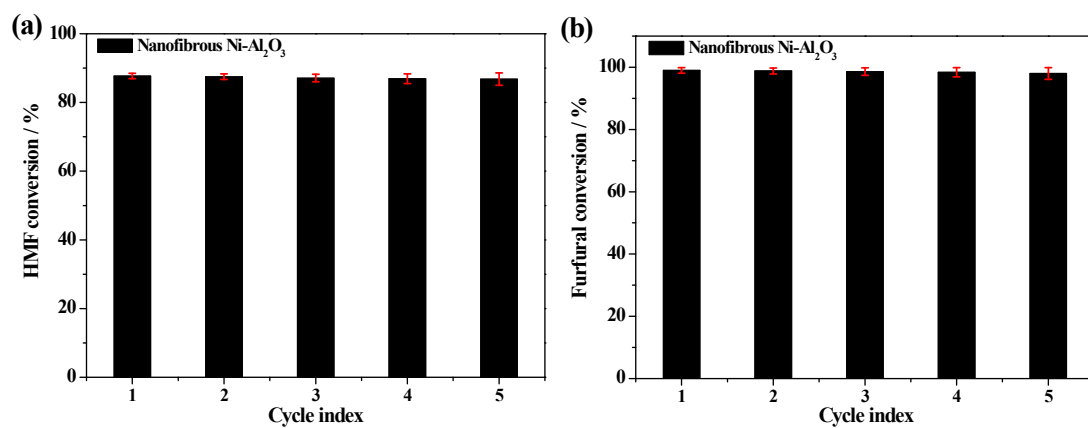 (a)
Nanofibrous Ni-Al₂O₃
HMF conversion / %
100
80
60
40
20
0
1 2 3 4 5
Cycle index
(b)
Nanofibrous Ni-Al₂O₃
Furfural conversion / %
100
80
60
40
20
0
1 2 3 4 5
Cycle index